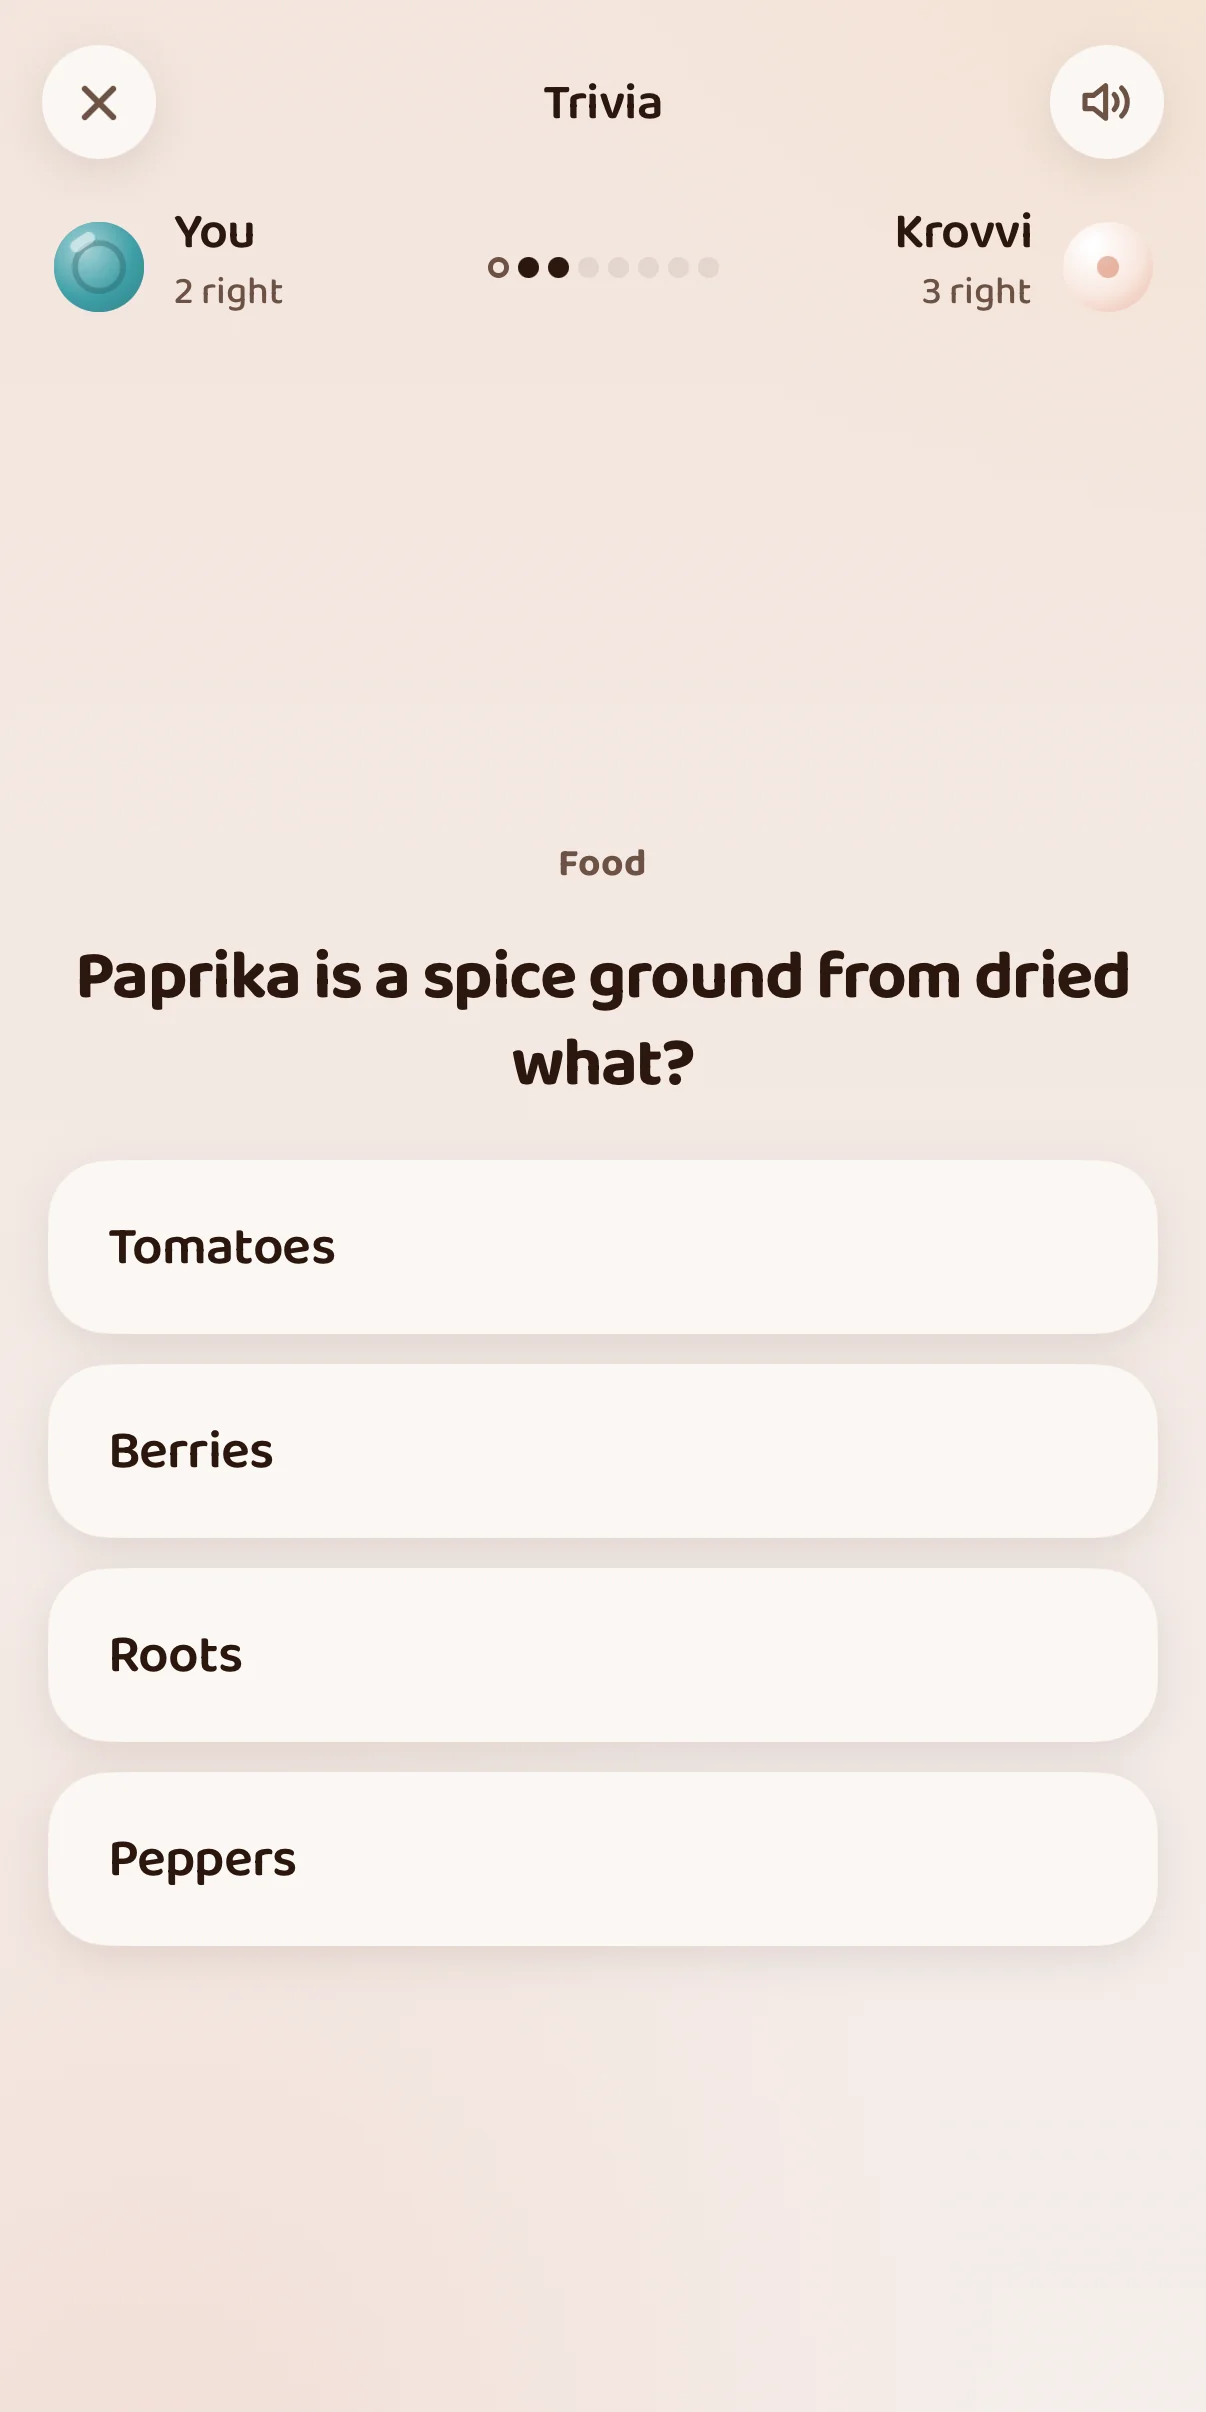 Trivia
You
2 right
Krovvi
3 right
Food
Paprika is a spice ground from dried
what?
Tomatoes
Berries
Roots
Peppers